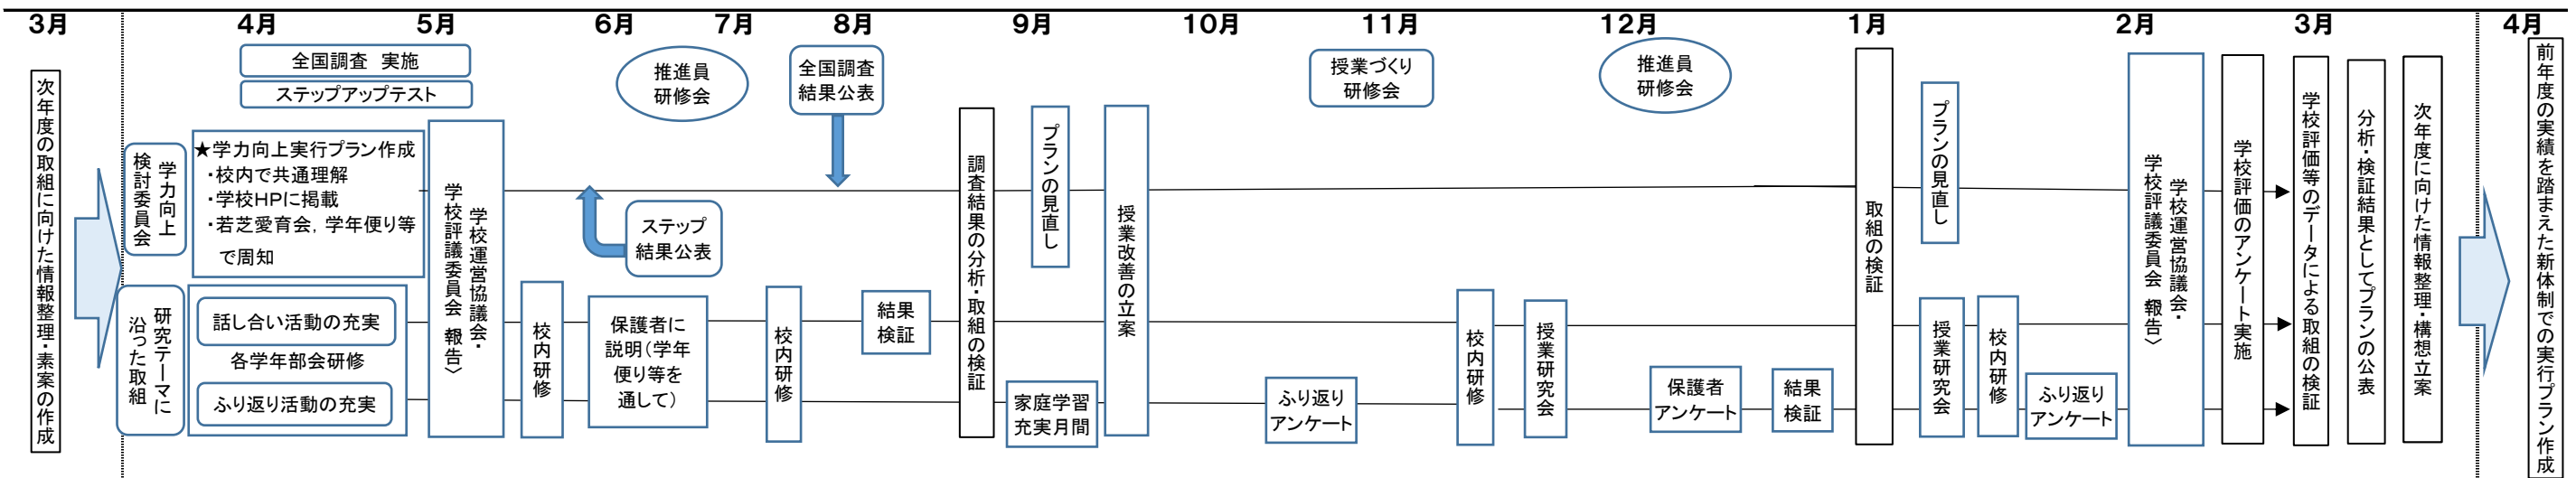 3月
4月
5月
6月
7月
8月
9月
10月
11月
12月
1月
2月
3月
4月
次年度の取組に向けた情報整理・素案の作成
学力向上
検討委員会
研究テーマに
沿った取組
全国調査 実施
ステップアップテスト
★学力向上実行プラン作成
・校内で共通理解
・学校HPに掲載
・若芝愛育会，学年便り等
で周知
話し合い活動の充実
各学年部会研修
ふり返り活動の充実
学校運営協議会・
学校評議委員会 報告〉
校内研修
推進員
研修会
ステップ
結果公表
保護者に
説明（学年
便り等を
通して）
校内研修
全国調査
結果公表
結果
検証
調査結果の分析・取組の検証
プランの見直し
家庭学習
充実月間
授業改善の立案
授業づくり
研修会
ふり返り
アンケート
校内研修
授業研究会
推進員
研修会
保護者
アンケート
結果
検証
取組の検証
プランの見直し
授業研究会
校内研修
ふり返り
アンケート
学校運営協議会・
学校評議委員会 報告〉
学校評価のアンケート実施
学校評価等のデータによる取組の検証
分析・検証結果としてプランの公表
次年度に向けた情報整理・構想立案
前年度の実績を踏まえた新体制での実行プラン作成